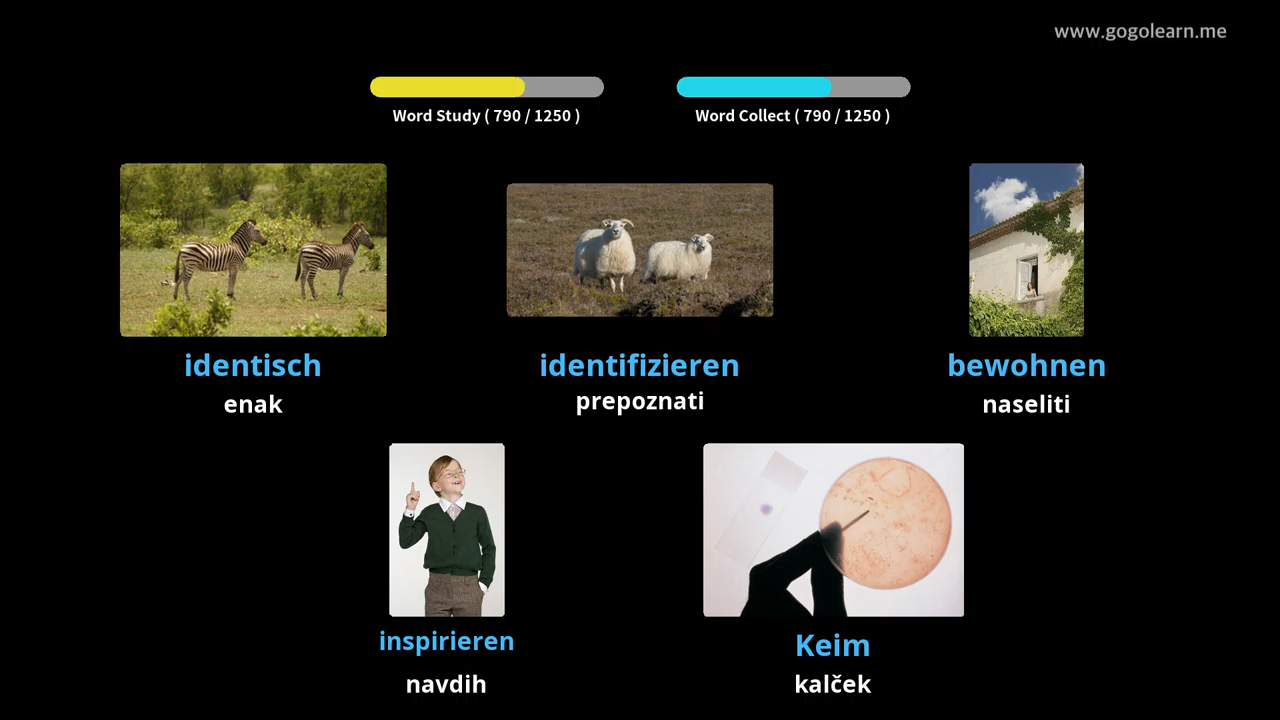 www.gogolearn.me
Word Study ( 790 / 1250 )
Word Collect ( 790 / 1250 )
identisch
enak
identifizieren
prepoznati
bewohnen
naseliti
inspirieren
navdih
Keim
kalček